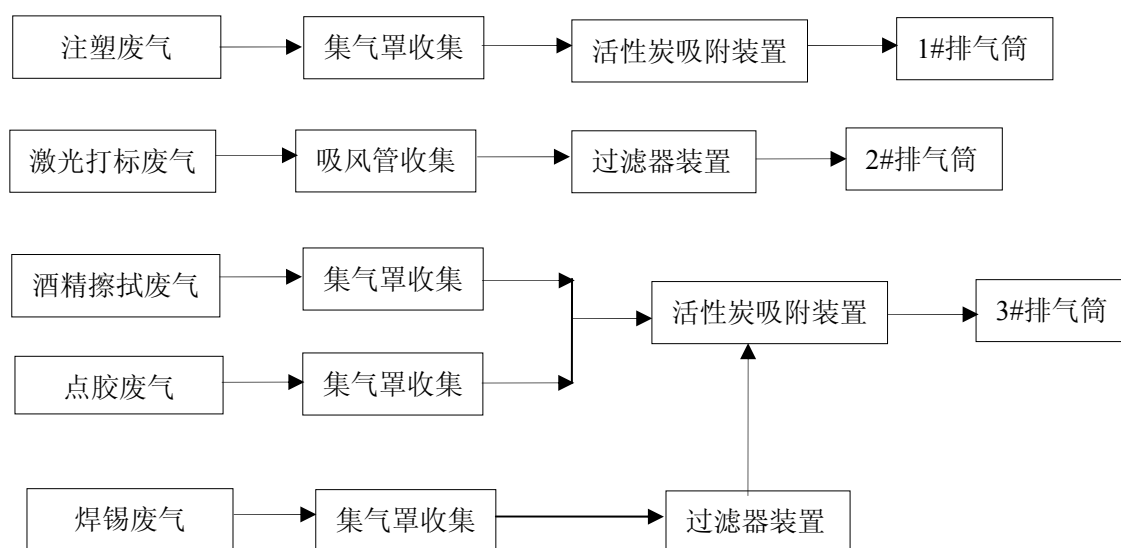 注塑废气
集气罩收集
活性炭吸附装置
1#排气筒
激光打标废气
吸风管收集
过滤器装置
2#排气筒
酒精擦拭废气
集气罩收集
活性炭吸附装置
3#排气筒
点胶废气
集气罩收集
焊锡废气
集气罩收集
过滤器装置